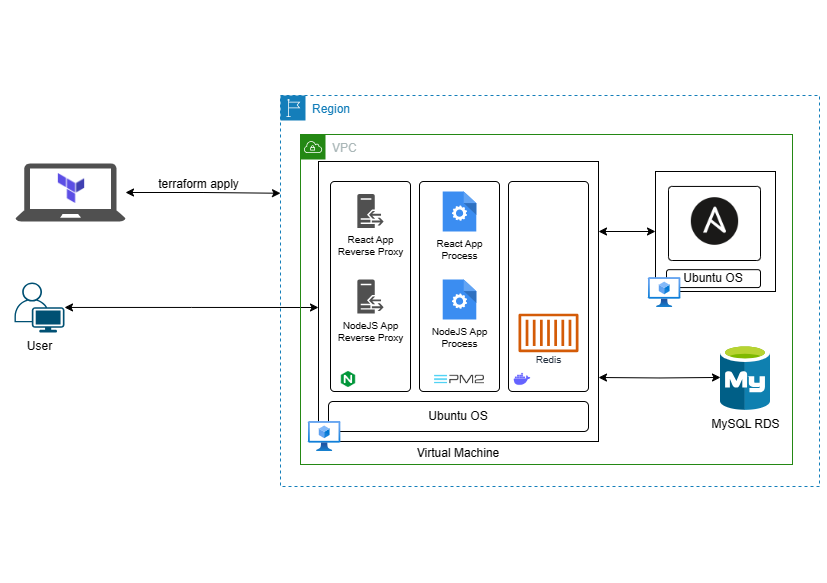 Region
VPC
terraform apply
React App
Reverse Proxy
React App
Process
NodeJS App
Reverse Proxy
NodeJS App
Process
Redis
PM2
Ubuntu OS
Virtual Machine
Ubuntu OS
User
My
MySQL RDS